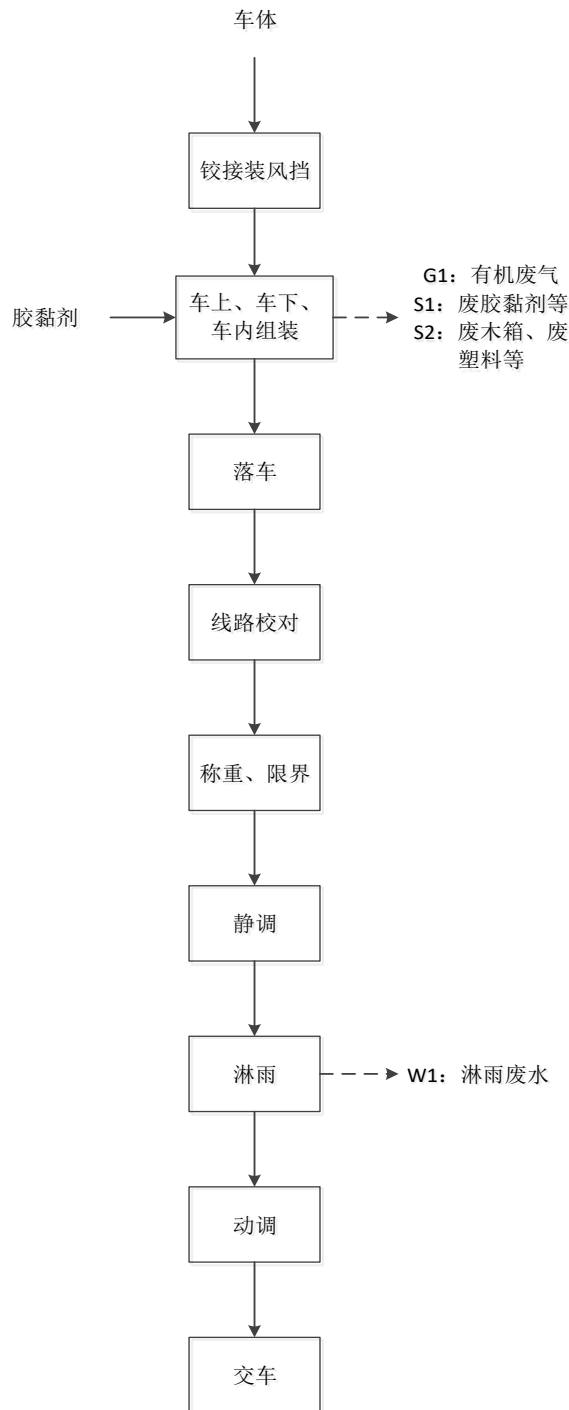 车体
铰接装风挡
胶黏剂
车上、车下、
车内组装
G1：有机废气
S1：废胶黏剂等
S2：废木箱、废
塑料等
落车
线路校对
称重、限界
静调
淋雨
W1：淋雨废水
动调
交车